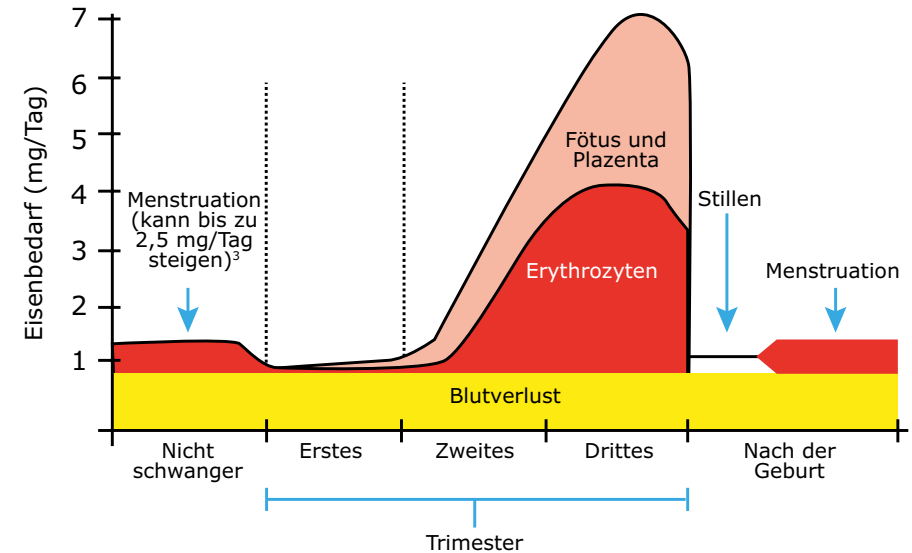 Eisenbedarf (mg/Tag)
7
6
5
4
3
2
1
Menstruation
(kann bis zu
2,5 mg/Tag
steigen)³
Fötus und
Plazenta
Erythrozyten
Stillen
Menstruation
Blutverlust
Nicht
schwanger
Erstes
Zweites
Drittes
Nach der
Geburt
Trimester